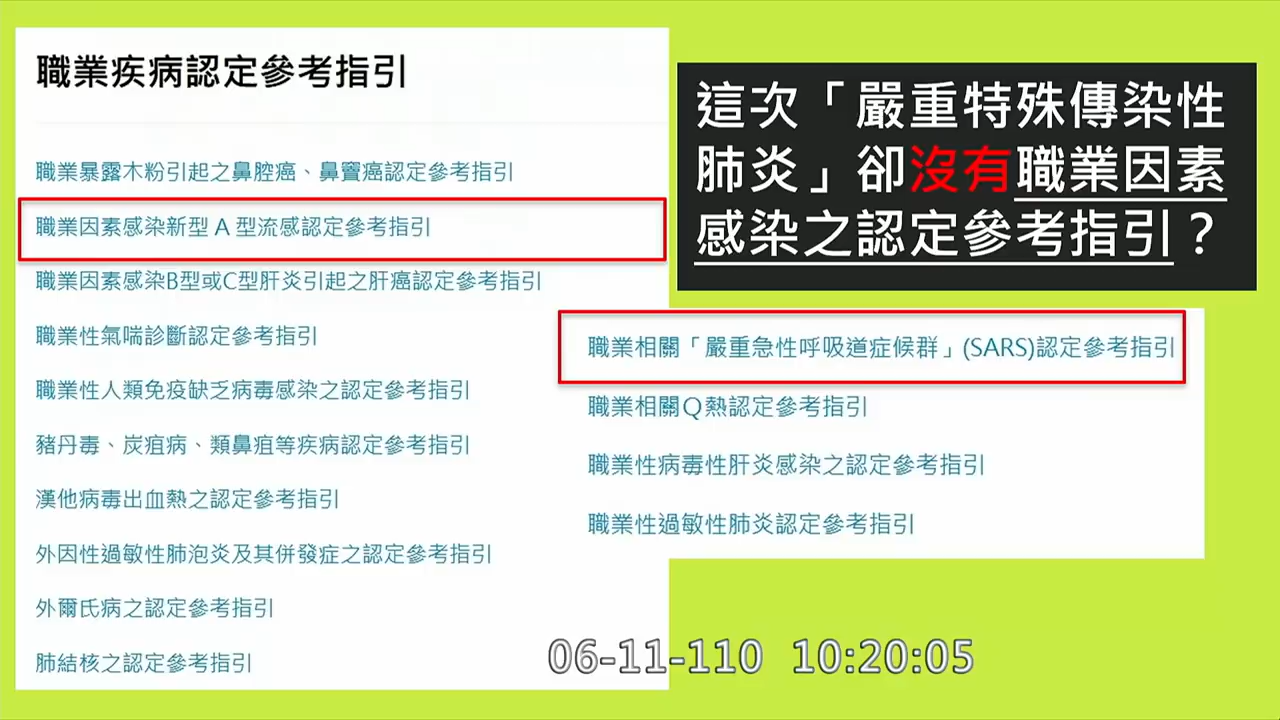 職業疾病認定參考指引
職業暴露木粉引起之鼻腔癌、鼻竇癌認定參考指引
職業因素感染新型A型流感認定參考指引
職業因素感染B型或C型肝炎引起之肝癌認定參考指引
職業性氣喘診斷認定參考指引
職業性人類免疫缺乏病毒感染之認定參考指引
豬丹毒、炭疽病、類鼻疽等疾病認定參考指引
漢他病毒出血熱之認定參考指引
外因性過敏性肺泡炎及其併發症之認定參考指引
外爾氏病之認定參考指引
肺結核之認定參考指引
這次「嚴重特殊傳染性
肺炎」卻沒有職業因素
感染之認定參考指引？
職業相關「嚴重急性呼吸道症候群」(SARS)認定參考指引
職業相關Q熱認定參考指引
職業性病毒性肝炎感染之認定參考指引
職業性過敏性肺炎認定參考指引
06-11-110 10:20:05